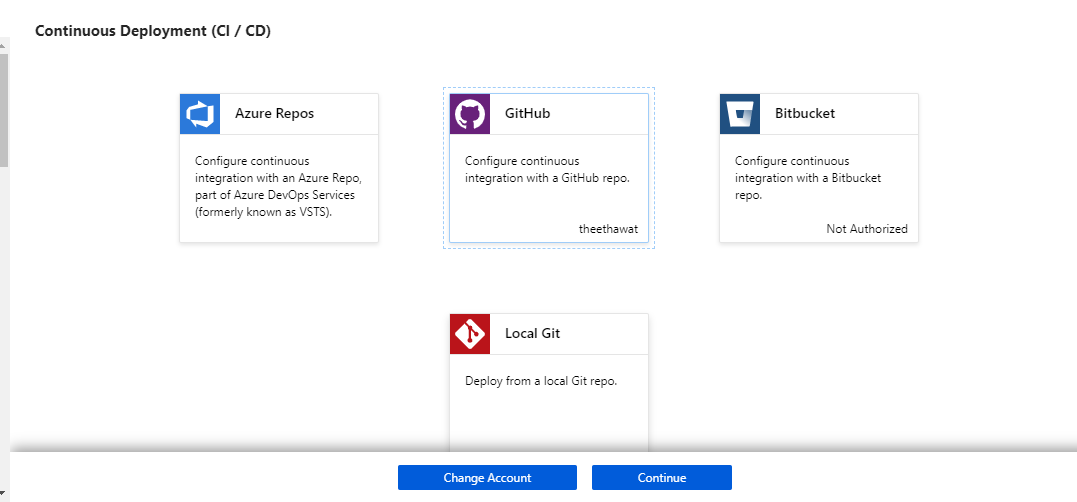 Continuous Deployment (CI / CD)
Azure Repos
Configure continuous
integration with an Azure Repo,
part of Azure DevOps Services
(formerly known as VSTS).
GitHub
Configure continuous
integration with a GitHub repo.
theethawat
Bitbucket
Configure continuous
integration with a Bitbucket
repo.
Not Authorized
Local Git
Deploy from a local Git repo.
Change Account
Continue